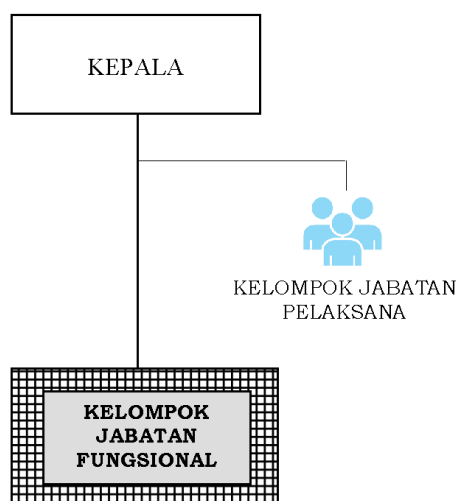 KEPALA
KELOMPOK JABATAN
PELAKSANA
KELOMPOK
JABATAN
FUNGSIONAL